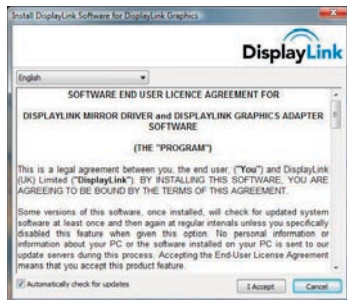 Install DisplayLink Software for DisplayLink Graphics
DisplayLink
English
SOFTWARE END USER LICENCE AGREEMENT FOR
DISPLAYLINK MIRROR DRIVER and DISPLAYLINK GRAPHICS ADAPTER
SOFTWARE
(THE "PROGRAM")
This is a legal agreement between you, the end user, ("You") and DisplayLink
(UK) Limited ("DisplayLink"). BY INSTALLING THIS SOFTWARE, YOU ARE
AGREEING TO BE BOUND BY THE TERMS OF THIS AGREEMENT.
Some versions of this software, once installed, will check for updated system
software at least once and then again at regular intervals unless you specifically
disabled this feature when given this option. No personal information or
information about your PC or the software installed on your PC is sent to our
update servers during this process. Accepting the End-User License Agreement
means that you accept this product feature.
Automatically check for updates
I Accept
Cancel